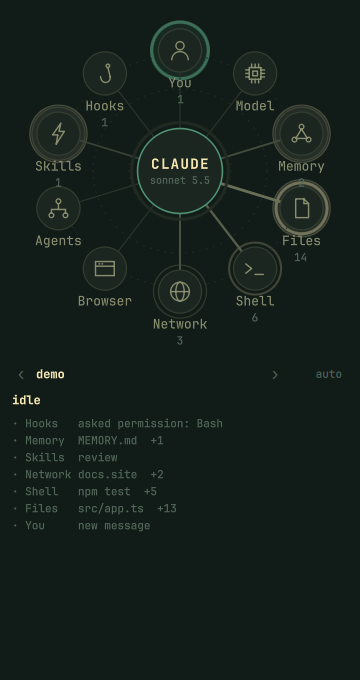 You
1
Hooks
1
Model
Skills
1
CLAUDE
sonnet 5.5
Memory
Agents
Files
14
Browser
Shell
6
Network
3
‹ demo › auto
idle
· Hooks asked permission: Bash
· Memory MEMORY.md +1
· Skills review
· Network docs.site +2
· Shell npm test +5
· Files src/app.ts +13
· You new message